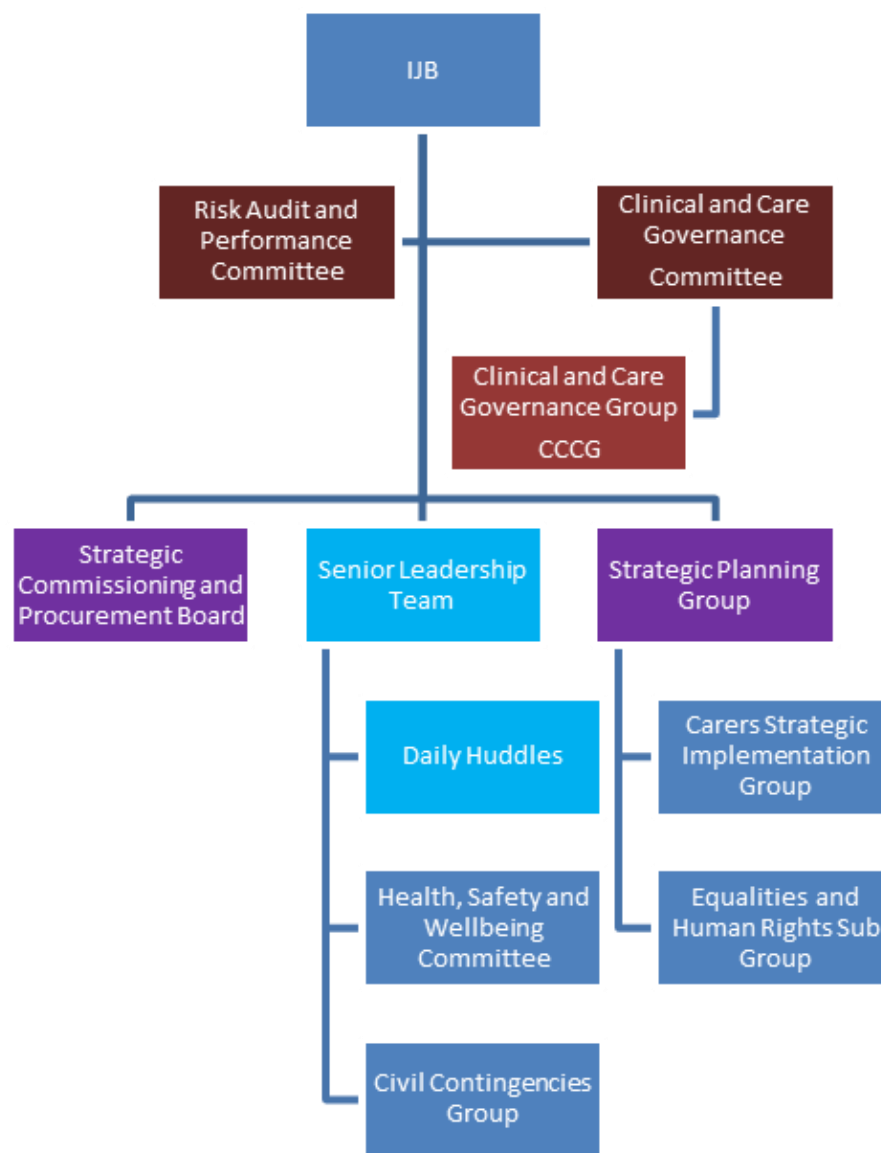 IJB
Risk Audit and
Performance
Committee
Clinical and Care
Governance
Committee
Clinical and Care
Governance Group
CCCG
Strategic
Commissioning and
Procurement Board
Senior Leadership
Team
Strategic Planning
Group
Daily Huddles
Carers Strategic
Implementation
Group
Health, Safety and
Wellbeing
Committee
Equalities and
Human Rights Sub
Group
Civil Contingencies
Group